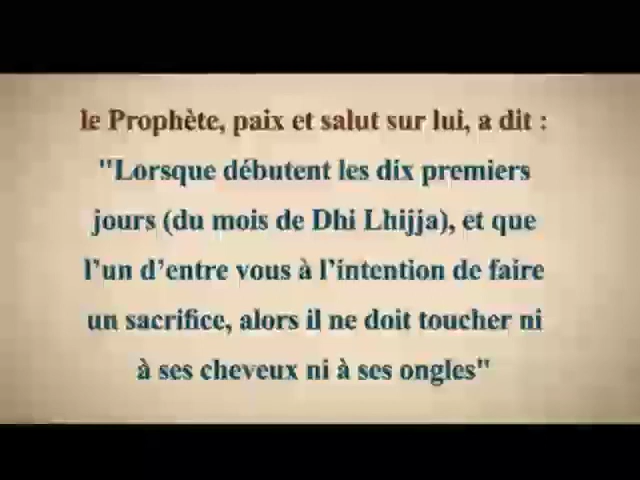 le Prophète, paix et salut sur lui, a dit :
"Lorsque débutent les dix premiers
jours (du mois de Dhi Lhijja), et que
l'un d'entre vous à l'intention de faire
un sacrifice, alors il ne doit toucher ni
à ses cheveux ni à ses ongles"